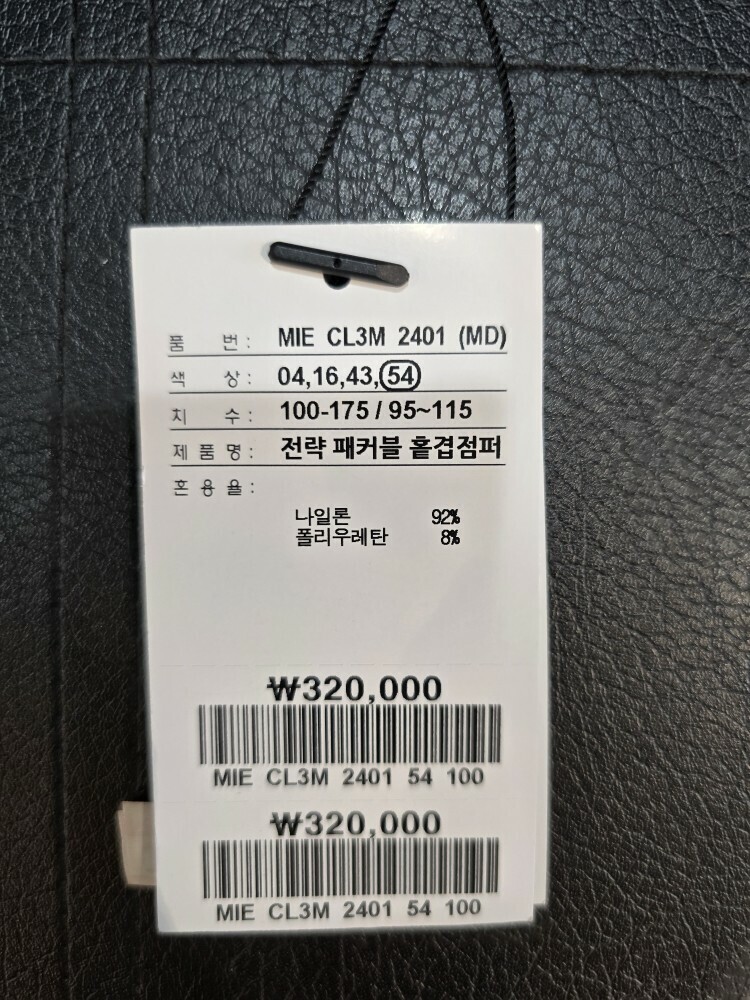 품 번 : MIE CL3M 2401 (MD)
색 상 : 04,16,43,54
치 수 : 100-175 / 95~115
제 품 명 : 전략 패커블 홑겹점퍼
혼 용 율 :
나일론 92%
폴리우레탄 8%
₩320,000
MIE CL3M 2401 54 100
₩320,000
MIE CL3M 2401 54 100